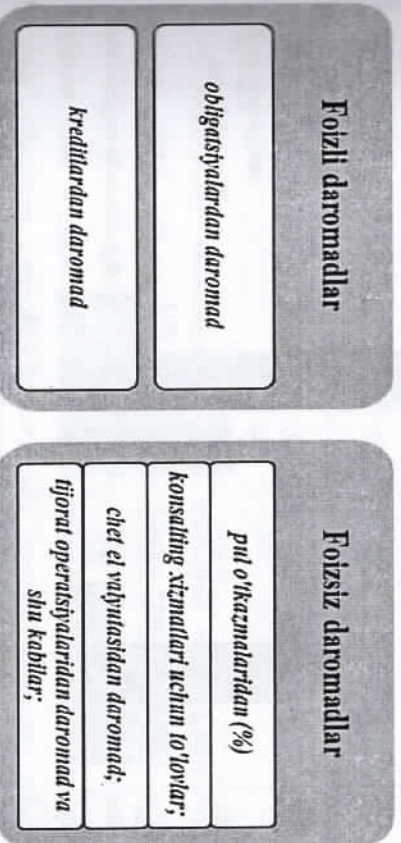 Foizli daromadlar
obligatsiyalardan daromad
kreditlardan daromad
Foizsiz daromadlar
pul o'tkazmalaridan (%)
konsalting xizmatlari uchun to'lovlar;
chet el valyutasidan daromad;
tijorat operatsiyalaridan daromad va
shu kabilar;